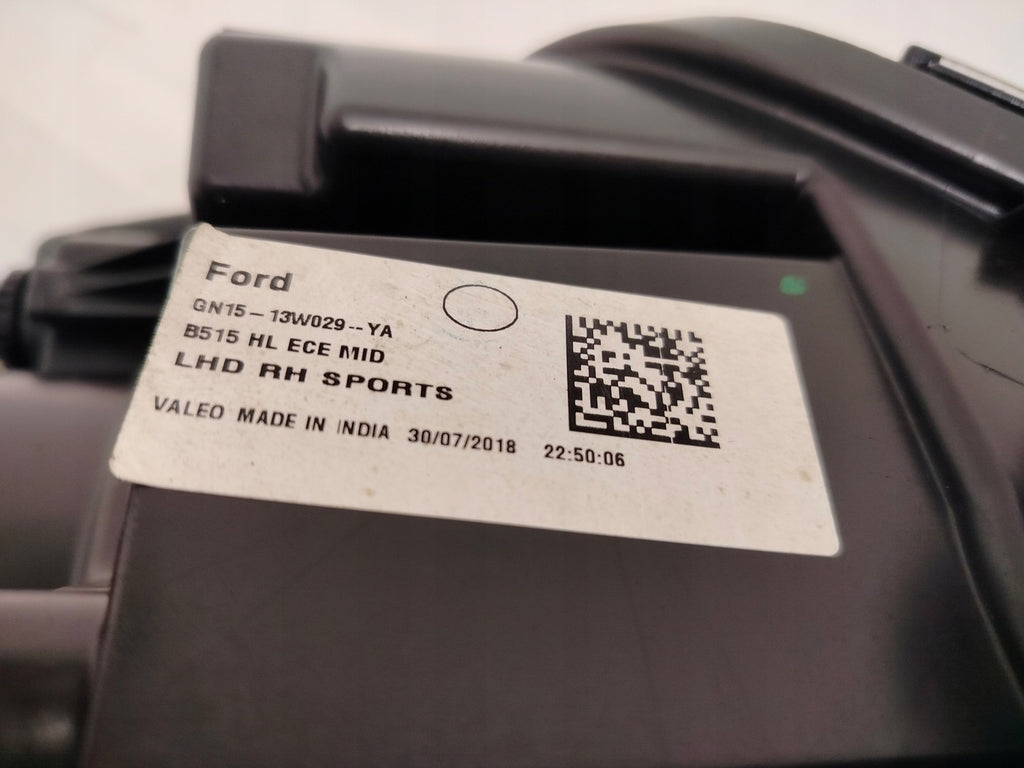 Ford
GN15-13W029--YA
B515 HL ECE MID
LHD RH SPORTS
VALEO MADE IN INDIA 30/07/2018 22:50:06